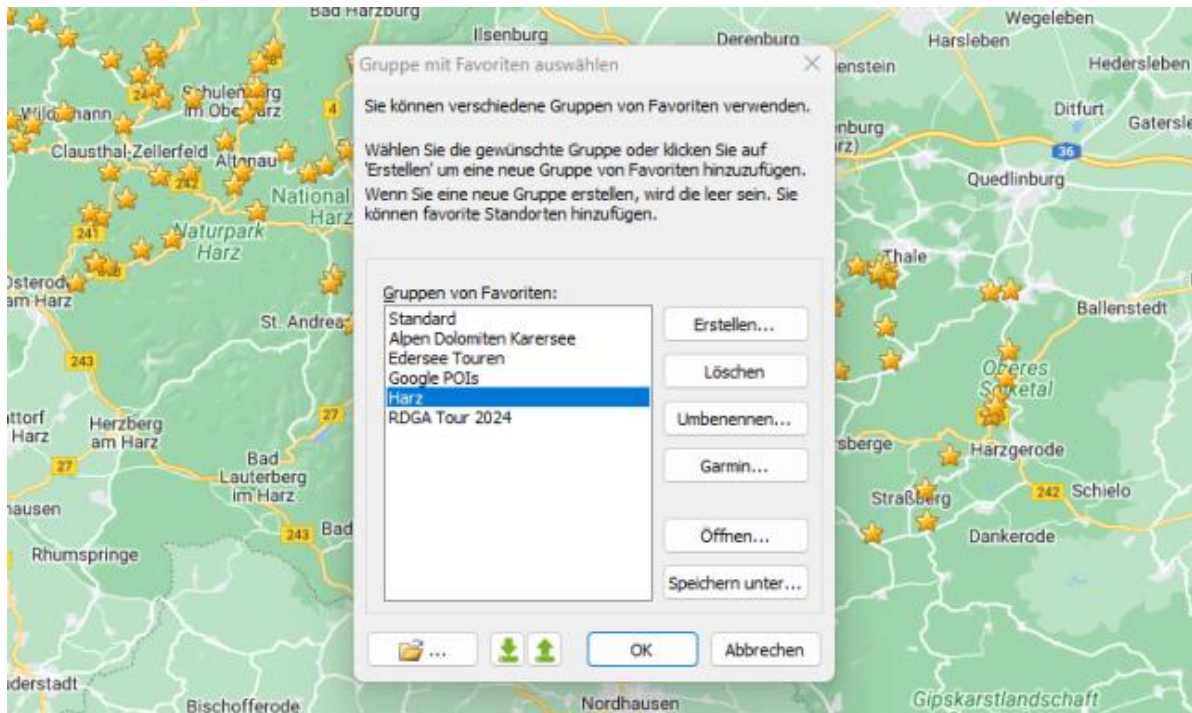 Bad Harzburg
Ilsenburg
Derenburg
Wegeleben
Harsleben
Hedersleben
Gruppe mit Favoriten auswählen
Sie können verschiedene Gruppen von Favoriten verwenden.
Wählen Sie die gewünschte Gruppe oder klicken Sie auf
'Erstellen' um eine neue Gruppe von Favoriten hinzuzufügen.
Wenn Sie eine neue Gruppe erstellen, wird die leer sein. Sie
können favorite Standorten hinzufügen.
Gruppen von Favoriten:
Standard
Alpen Dolomiten Karersee
Edersee Touren
Google POIs
Harz
RDGA Tour 2024
Erstellen...
Löschen
Umbenennen...
Garmin...
Öffnen...
Speichern unter...
...
OK
Abbrechen
im Oberharz
4
Clausthal-Zellerfeld
Altenau
242
National
Harz
241
Naturpark
Harz
am Harz
St. Andreas
243
Herzberg
am Harz
27
27
Bad
Lauterberg
im Harz
243
Bad
Rhumspringe
Bischofferode
Nordhausen
enstein
nburg
rz)
Ditfurt
Gatersle
36
Quedlinburg
Thale
Ballenstedt
Oberes
Selketal
sberge
Harzgerode
Straßberg
242
Schielo
Dankerode
Gipskarstlandschaft